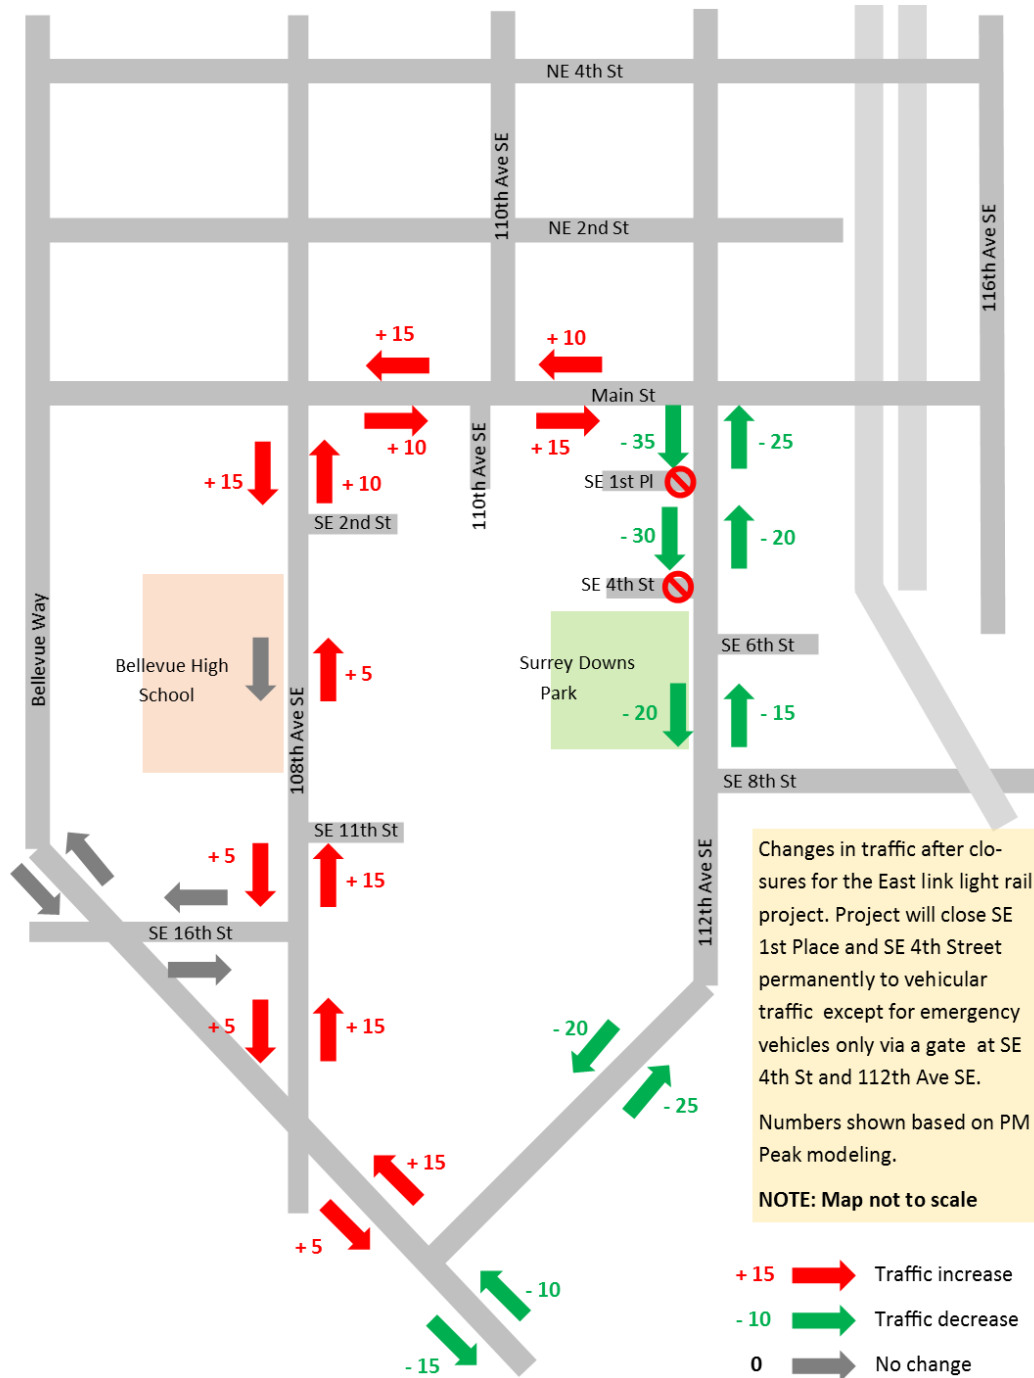 NE 4th St
110th Ave SE
NE 2nd St
116th Ave SE
+ 15
+ 10
Main St
+ 10
+ 15
- 35
- 25
+ 15
+ 10
110th Ave SE
SE 1st Pl
SE 2nd St
- 30
- 20
SE 4th St
Bellevue Way
Bellevue High
School
+ 5
108th Ave SE
Surrey Downs
Park
SE 6th St
- 20
- 15
SE 8th St
SE 11th St
+ 5
+ 15
112th Ave SE
SE 16th St
+ 5
+ 15
- 20
- 25
+ 15
+ 5
- 10
- 15
Changes in traffic after clo-
sures for the East link light rail
project. Project will close SE
1st Place and SE 4th Street
permanently to vehicular
traffic except for emergency
vehicles only via a gate at SE
4th St and 112th Ave SE.
Numbers shown based on PM
Peak modeling.
NOTE: Map not to scale
+ 15 Traffic increase
- 10 Traffic decrease
0 No change